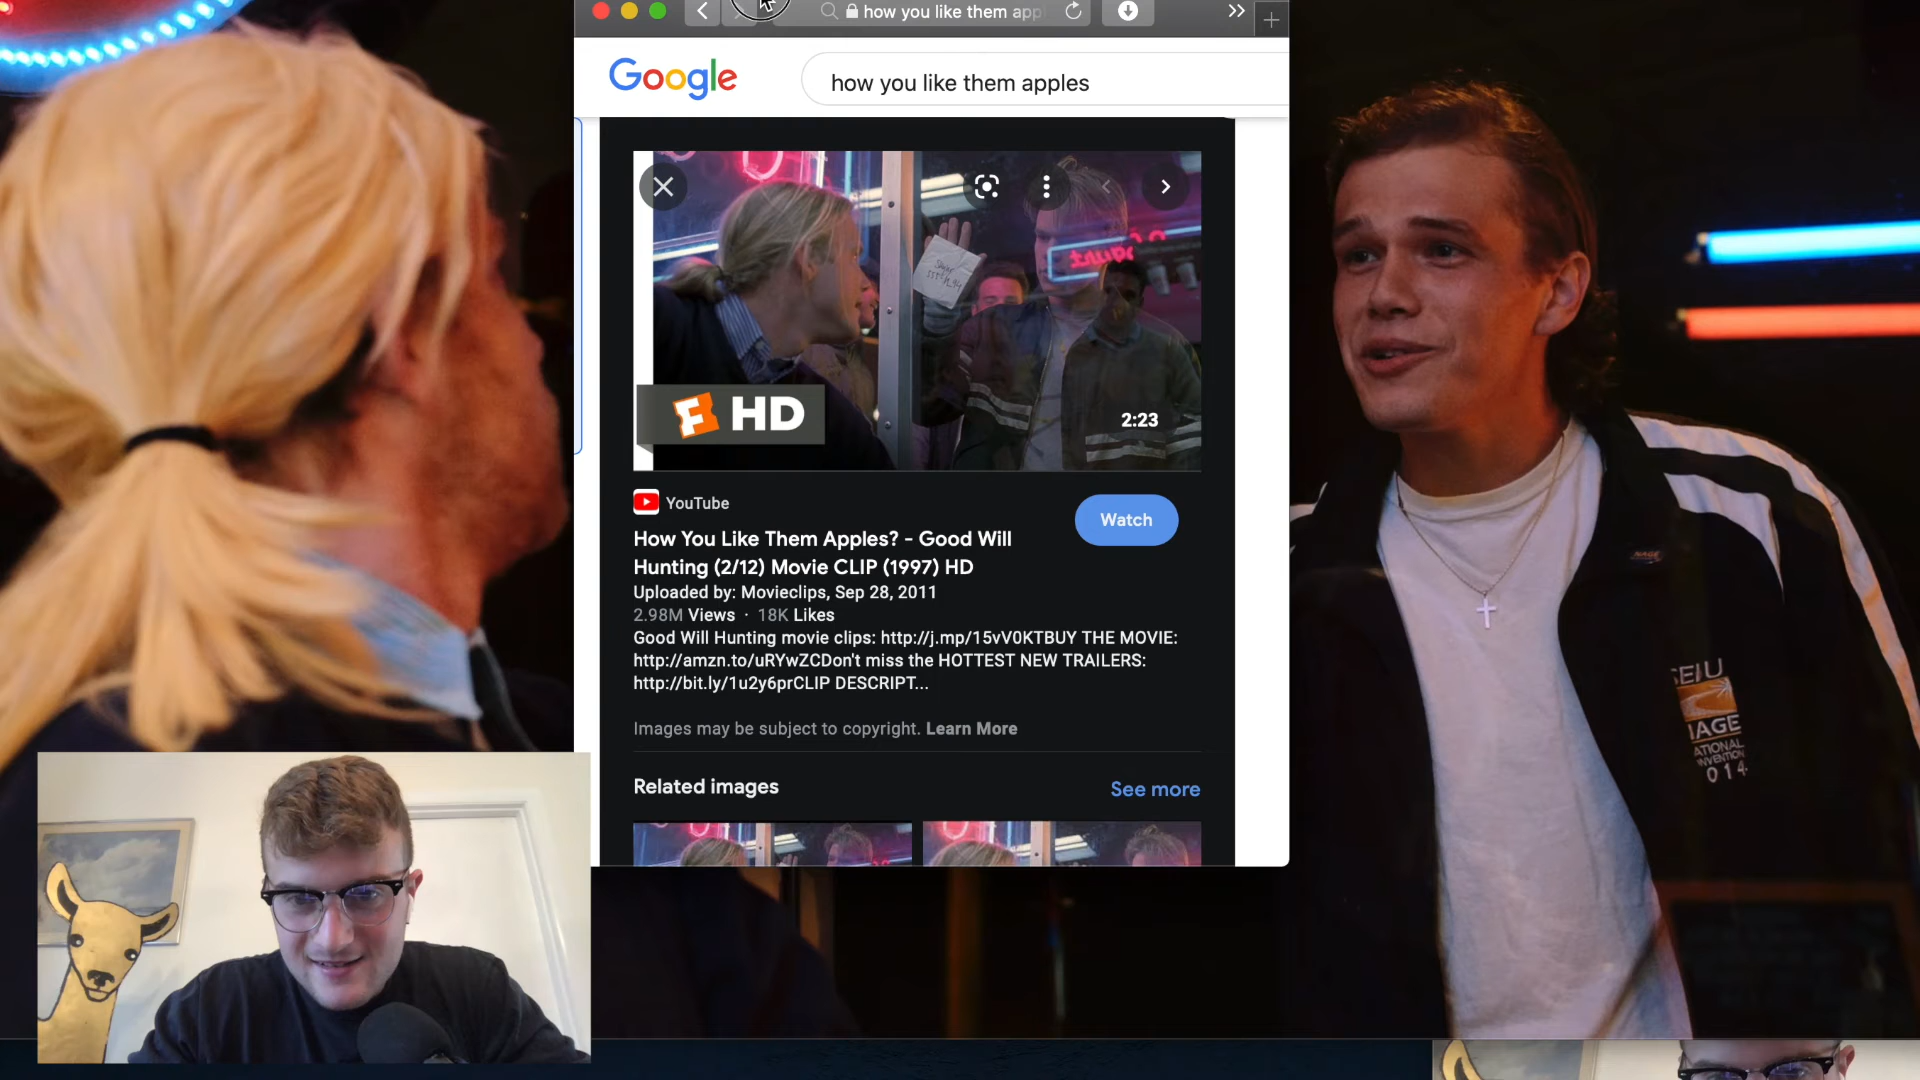 how you like them app
Google
how you like them apples
HD
2:23
YouTube
Watch
How You Like Them Apples? - Good Will
Hunting (2/12) Movie CLIP (1997) HD
Uploaded by: Movieclips, Sep 28, 2011
2.98M Views · 18K Likes
Good Will Hunting movie clips: http://j.mp/15vV0KTBUY THE MOVIE:
http://amzn.to/uRYwZCDon't miss the HOTTEST NEW TRAILERS:
http://bit.ly/1u2y6prCLIP DESCRIPT...
Images may be subject to copyright. Learn More
Related images
See more
SEIU
IAGE
ATIONAL
NVENTION
014